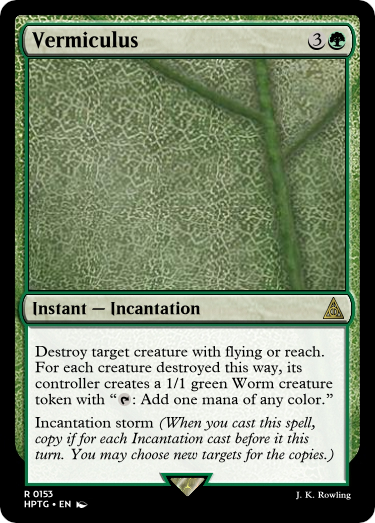 Vermiculus 3
Instant — Incantation
Destroy target creature with flying or reach.
For each creature destroyed this way, its
controller creates a 1/1 green Worm creature
token with “: Add one mana of any color.”
Incantation storm (When you cast this spell,
copy if for each Incantation cast before it this
turn. You may choose new targets for the copies.)
R 0153
HPTG • EN
J. K. Rowling